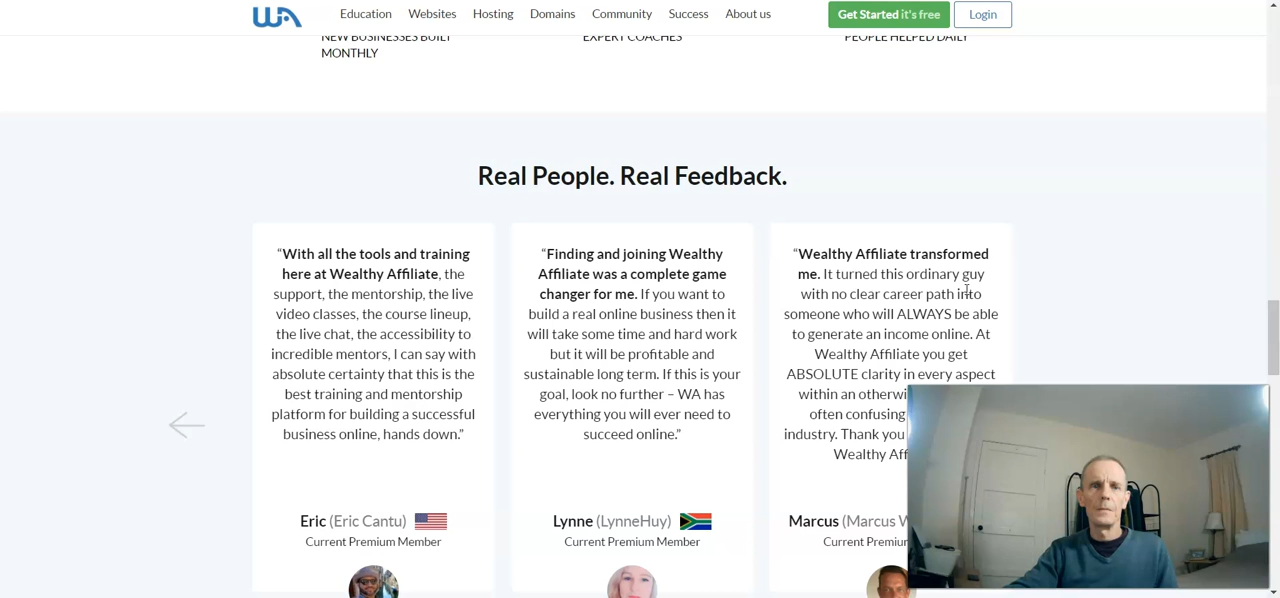 WA Education Websites Hosting Domains Community Success About us Get Started it's free Login
NEW BUSINESSES BUILT
MONTHLY
EXPERT COACHES
PEOPLE HELPED DAILY
Real People. Real Feedback.
“With all the tools and training
here at Wealthy Affiliate, the
support, the mentorship, the live
video classes, the course lineup,
the live chat, the accessibility to
incredible mentors, I can say with
absolute certainty that this is the
best training and mentorship
platform for building a successful
business online, hands down.”
Eric (Eric Cantu)
Current Premium Member
“Finding and joining Wealthy
Affiliate was a complete game
changer for me. If you want to
build a real online business then it
will take some time and hard work
but it will be profitable and
sustainable long term. If this is your
goal, look no further – WA has
everything you will ever need to
succeed online.”
Lynne (LynneHuy)
Current Premium Member
“Wealthy Affiliate transformed
me. It turned this ordinary guy
with no clear career path into
someone who will ALWAYS be able
to generate an income online. At
Wealthy Affiliate you get
ABSOLUTE clarity in every aspect
within an
often confusing
industry. Thank you
Wealthy
Marcus (Marcus
Current